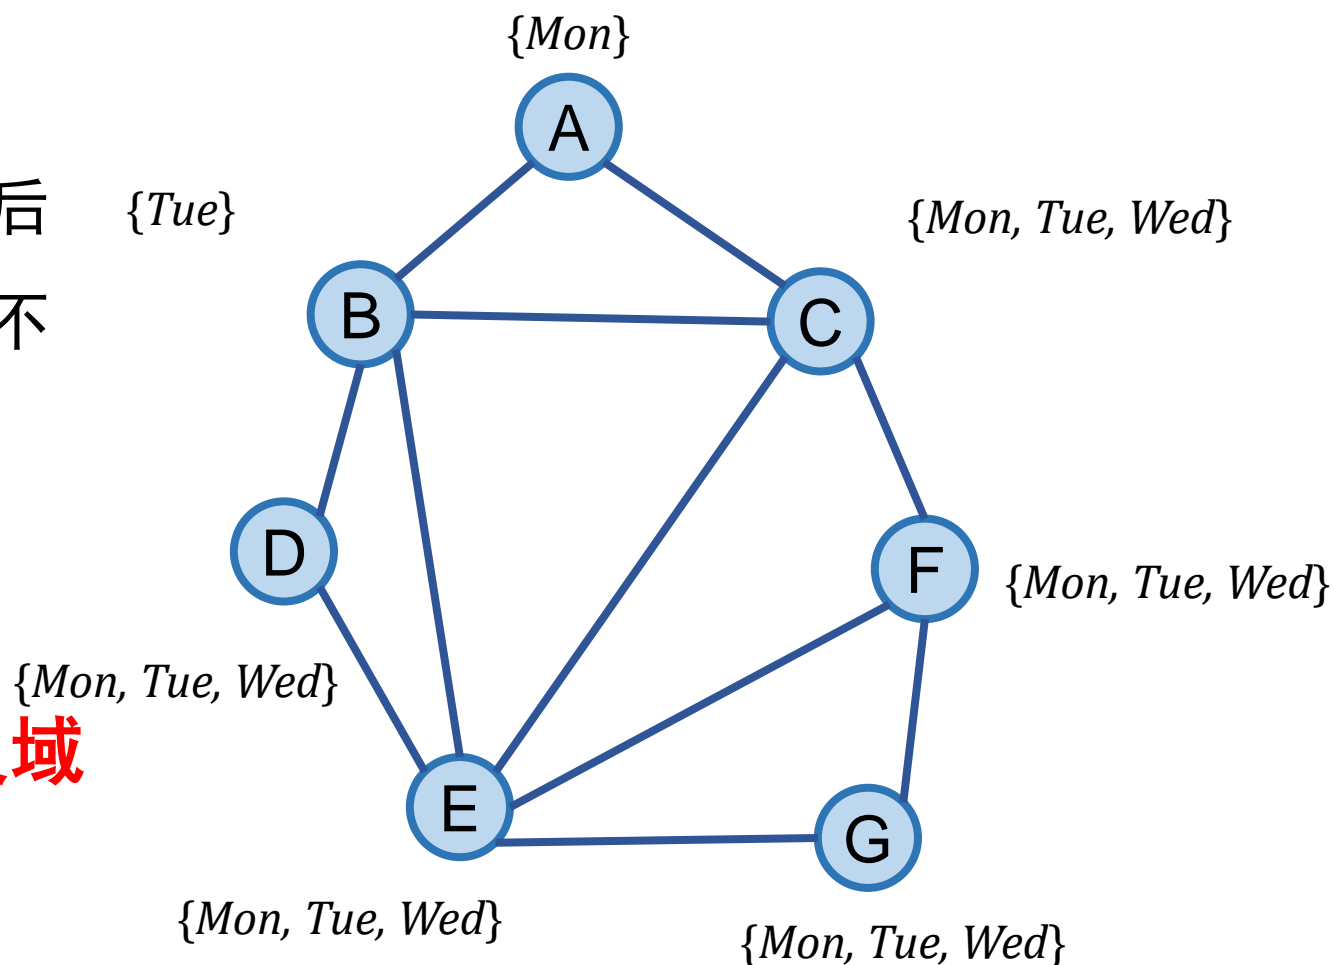 {Mon}
A
后
{Tue}
{Mon, Tue, Wed}
不
B
C
D
F
{Mon, Tue, Wed}
{Mon, Tue, Wed}
域
E
G
{Mon, Tue, Wed}
{Mon, Tue, Wed}